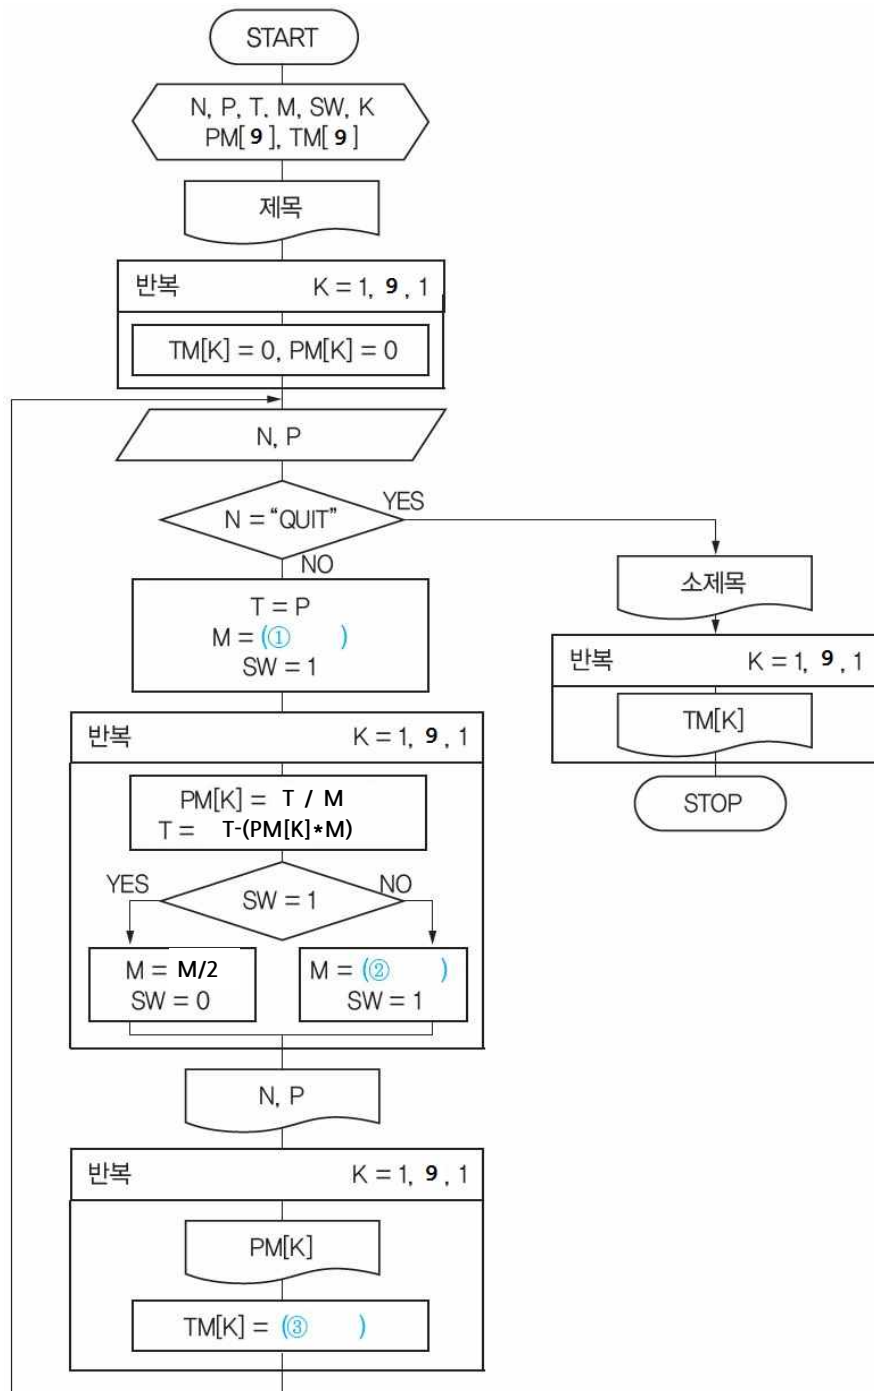 START
N, P, T, M, SW, K
PM[ 9 ], TM[ 9 ]
제목
반복 K = 1, 9 , 1
TM[K] = 0, PM[K] = 0
N, P
N = “QUIT”
YES
NO
T = P
M = (① )
SW = 1
반복 K = 1, 9 , 1
PM[K] = T / M
T = T-(PM[K]*M)
SW = 1
YES
NO
M = M/2
SW = 0
M = (② )
SW = 1
N, P
반복 K = 1, 9 , 1
PM[K]
TM[K] = (③ )
소제목
반복 K = 1, 9 , 1
TM[K]
STOP